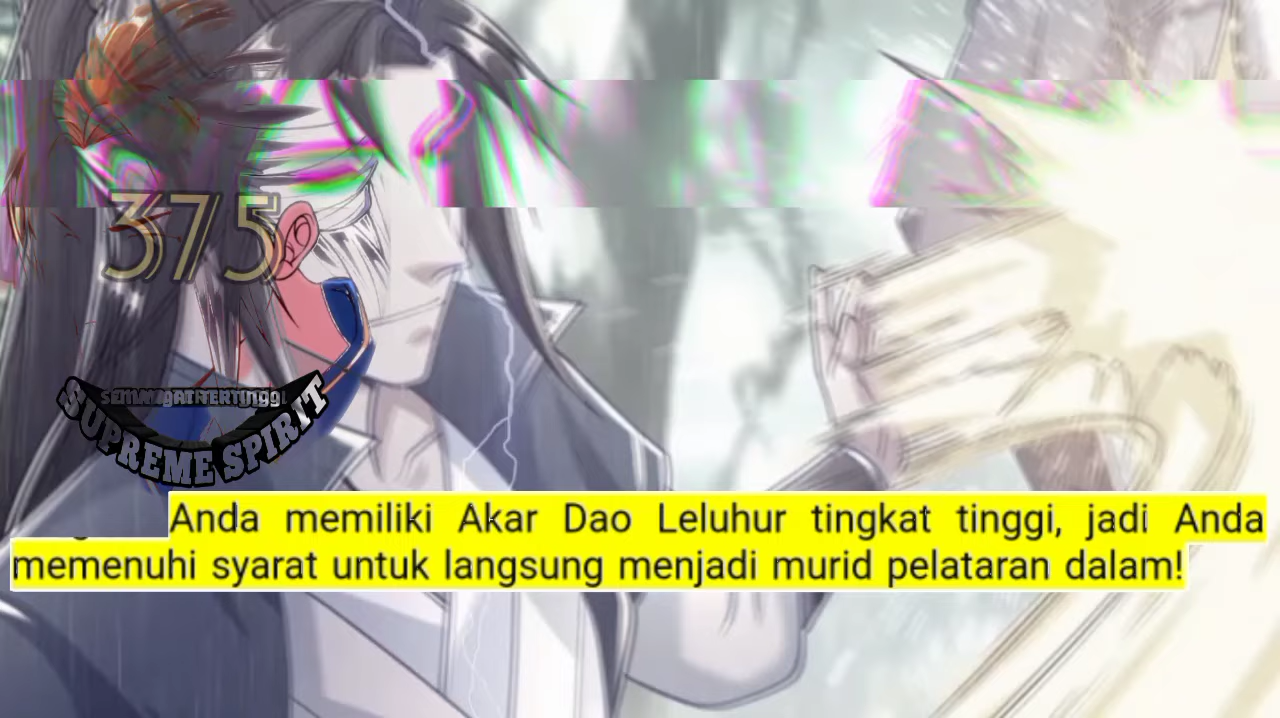 375
SUPREME SPIRIT
Anda memiliki Akar Dao Leluhur tingkat tinggi, jadi Anda
memenuhi syarat untuk langsung menjadi murid pelataran dalam!